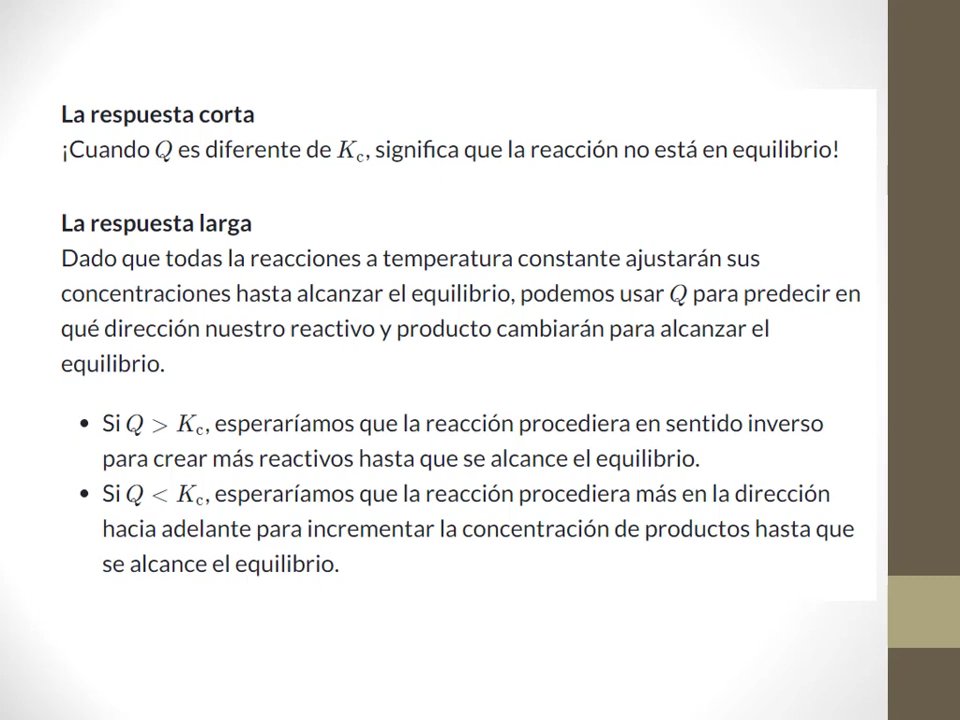 La respuesta corta
¡Cuando Q es diferente de Kc, significa que la reacción no está en equilibrio!
La respuesta larga
Dado que todas la reacciones a temperatura constante ajustarán sus
concentraciones hasta alcanzar el equilibrio, podemos usar Q para predecir en
qué dirección nuestro reactivo y producto cambiarán para alcanzar el
equilibrio.
• Si Q > Kc, esperaríamos que la reacción procediera en sentido inverso
para crear más reactivos hasta que se alcance el equilibrio.
• Si Q < Kc, esperaríamos que la reacción procediera más en la dirección
hacia adelante para incrementar la concentración de productos hasta que
se alcance el equilibrio.